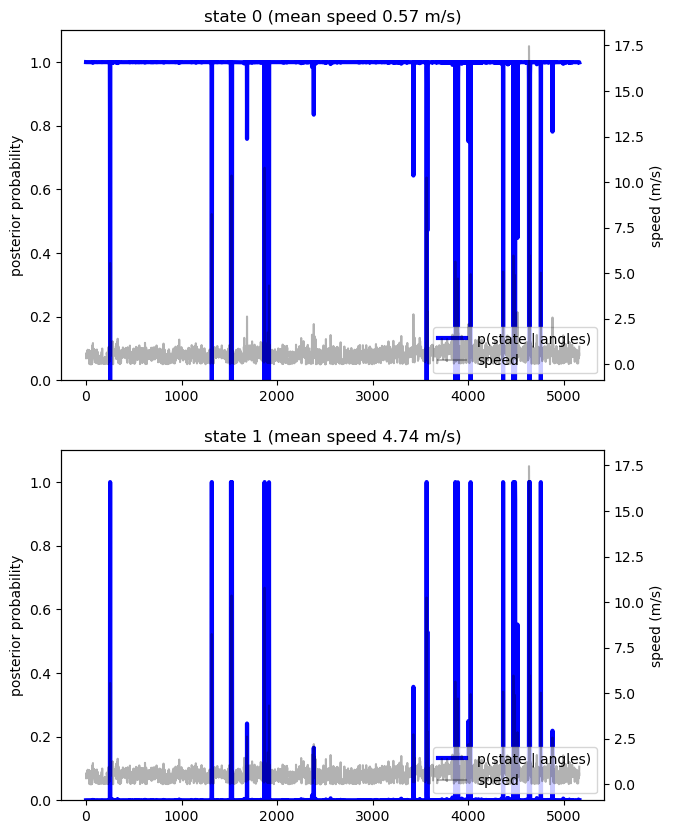 state 0 (mean speed 0.57 m/s)
1.0
0.8
0.6
0.4
0.2
0.0
posterior probability
17.5
15.0
12.5
10.0
7.5
5.0
2.5
0.0
speed (m/s)
p(state | angles)
speed
0 1000 2000 3000 4000 5000
state 1 (mean speed 4.74 m/s)
1.0
0.8
0.6
0.4
0.2
0.0
posterior probability
17.5
15.0
12.5
10.0
7.5
5.0
2.5
0.0
speed (m/s)
p(state | angles)
speed
0 1000 2000 3000 4000 5000